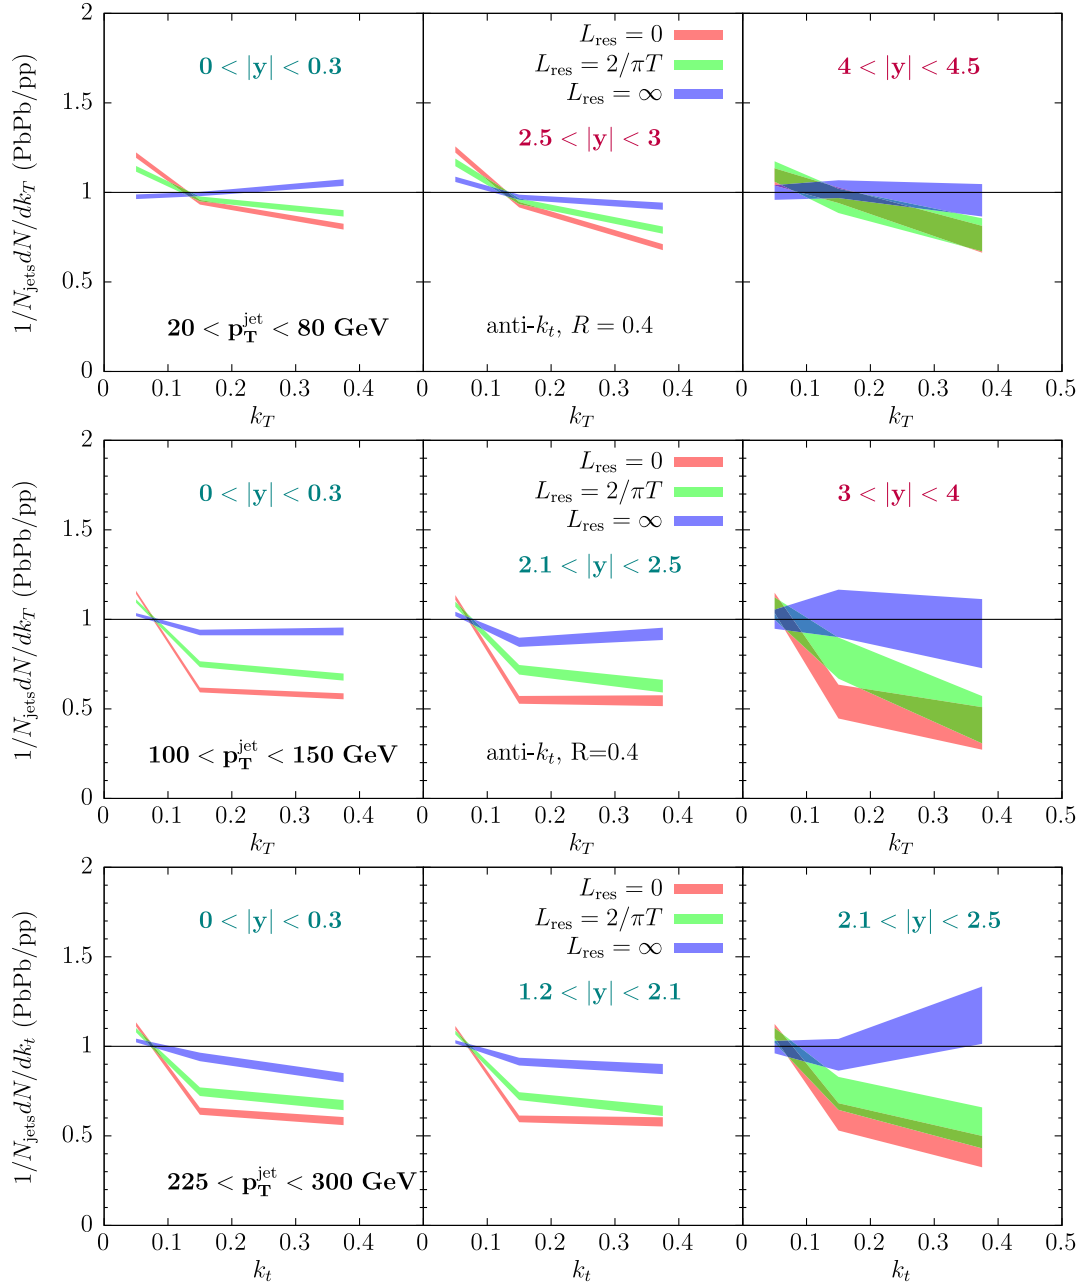 2
1.5
1
0.5
0
1/N_jets dN/dk_T (PbPb/pp)
0 < |y| < 0.3
20 < p_T^jet < 80 GeV
L_res = 0
L_res = 2/πT
L_res = ∞
2.5 < |y| < 3
anti-k_t, R = 0.4
4 < |y| < 4.5
0 0.1 0.2 0.3 0.4 0 0.1 0.2 0.3 0.4 0 0.1 0.2 0.3 0.4 0.5
k_T k_T k_T
2
1.5
1
0.5
0
1/N_jets dN/dk_T (PbPb/pp)
0 < |y| < 0.3
100 < p_T^jet < 150 GeV
L_res = 0
L_res = 2/πT
L_res = ∞
2.1 < |y| < 2.5
anti-k_t, R=0.4
3 < |y| < 4
0 0.1 0.2 0.3 0.4 0 0.1 0.2 0.3 0.4 0 0.1 0.2 0.3 0.4 0.5
k_T k_T k_T
2
1.5
1
0.5
0
1/N_jets dN/dk_t (PbPb/pp)
0 < |y| < 0.3
225 < p_T^jet < 300 GeV
L_res = 0
L_res = 2/πT
L_res = ∞
1.2 < |y| < 2.1
2.1 < |y| < 2.5
0 0.1 0.2 0.3 0.4 0 0.1 0.2 0.3 0.4 0 0.1 0.2 0.3 0.4 0.5
k_t k_t k_t